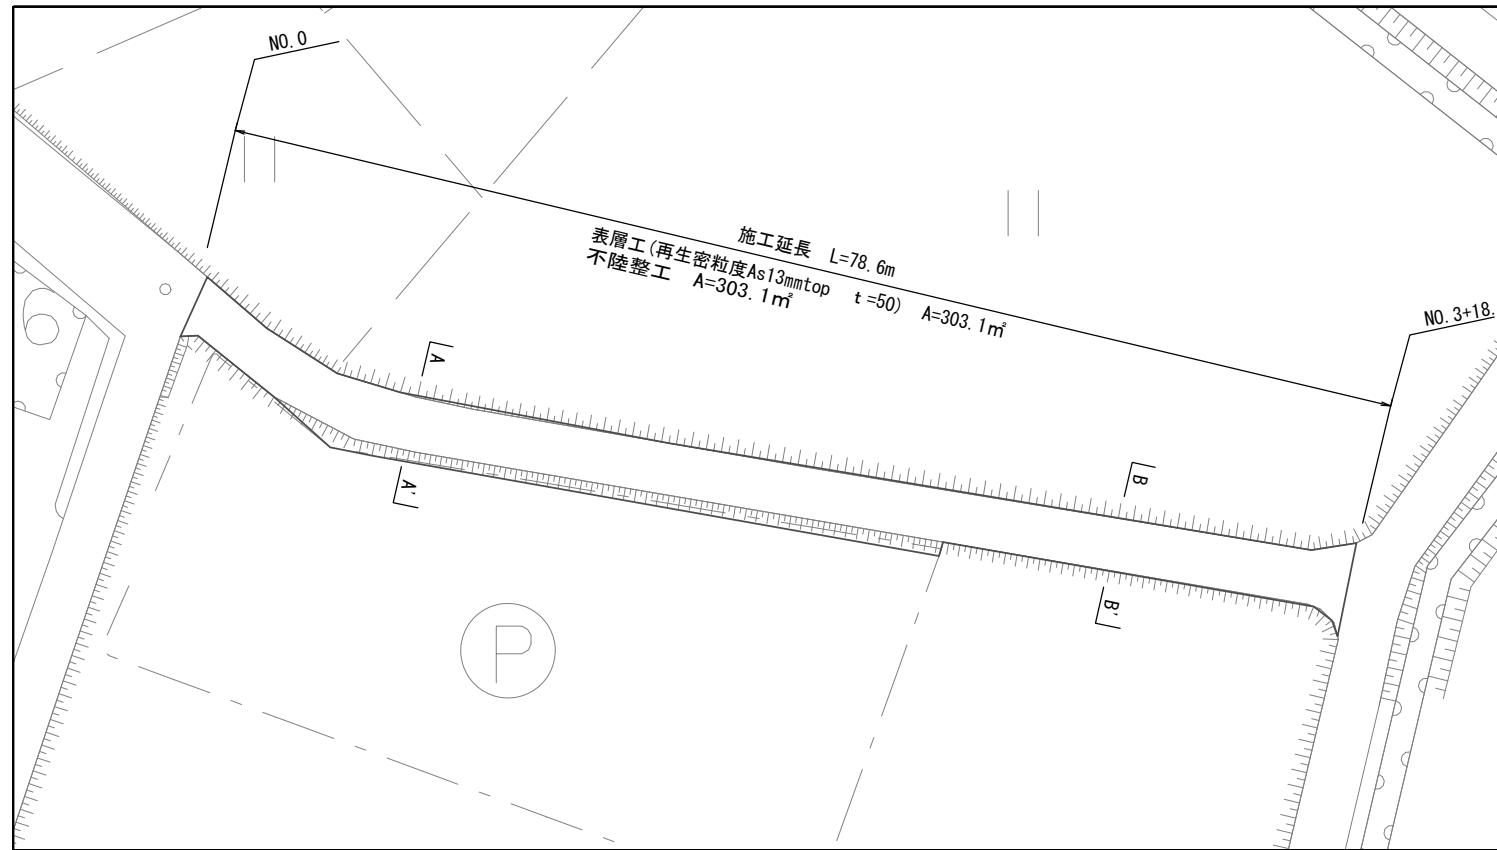 NO.0
施工延長　L=78.6m
表層工(再生密粒度As13mmtop　t=50)　A=303.1㎡
不陸整工　A=303.1㎡
NO.3+18.
A
B
A'
B'
P